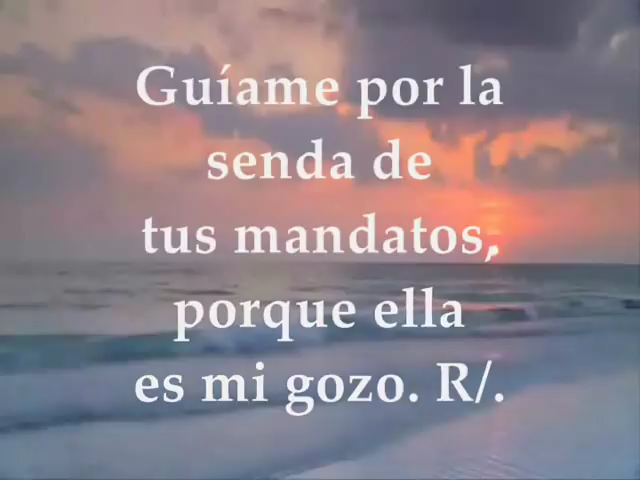 Guíame por la
senda de
tus mandatos,
porque ella
es mi gozo. R/.